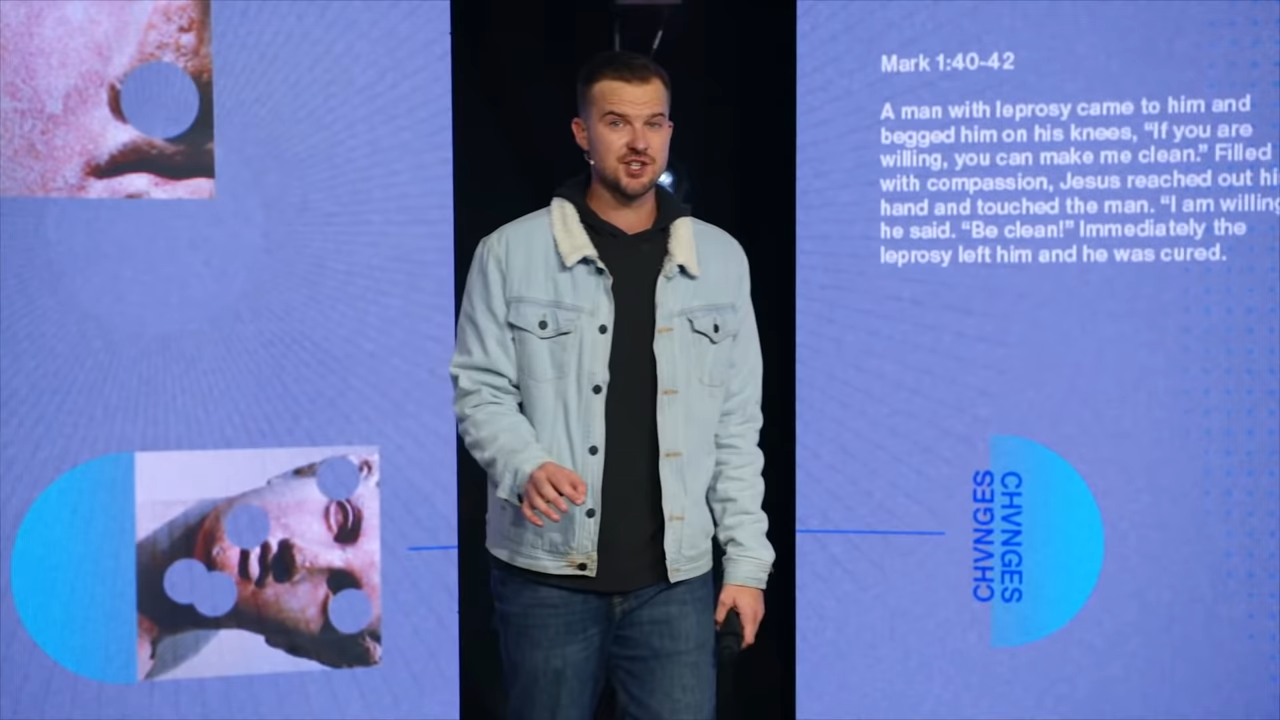 Mark 1:40-42
A man with leprosy came to him and
begged him on his knees, “If you are
willing, you can make me clean.” Filled
with compassion, Jesus reached out
hand and touched the man. “I am willing
he said. “Be clean!” Immediately the
leprosy left him and he was cured.
CHVNGES
CHVNGES